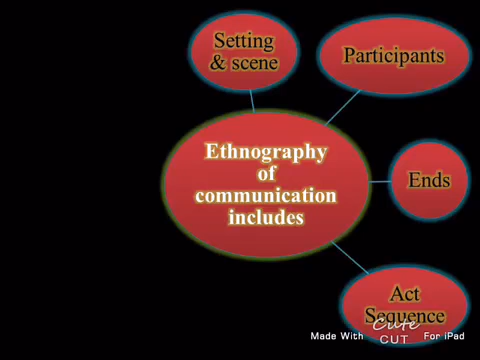 Setting
& scene
Participants
Ethnography
of
communication
includes
Ends
Act
Sequence
Made With Cute CUT For iPad